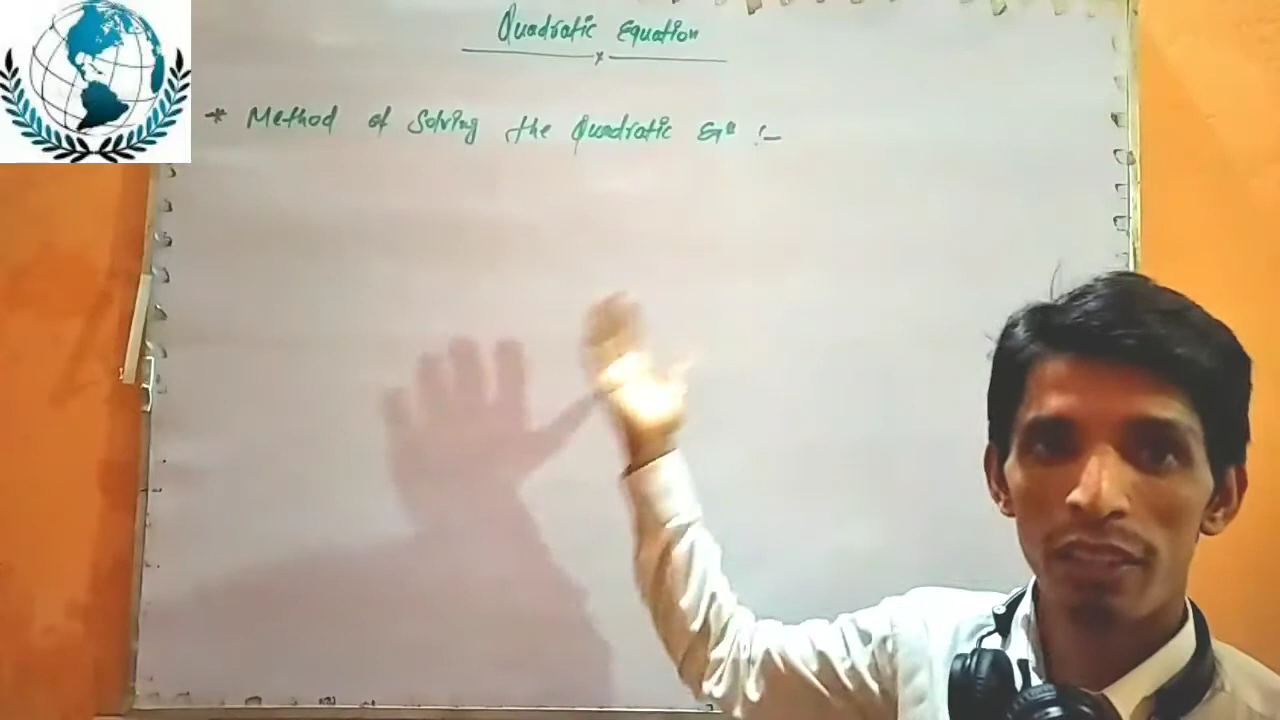 Quadratic Equation
* Method of Solving the Quadratic Eqⁿ :-